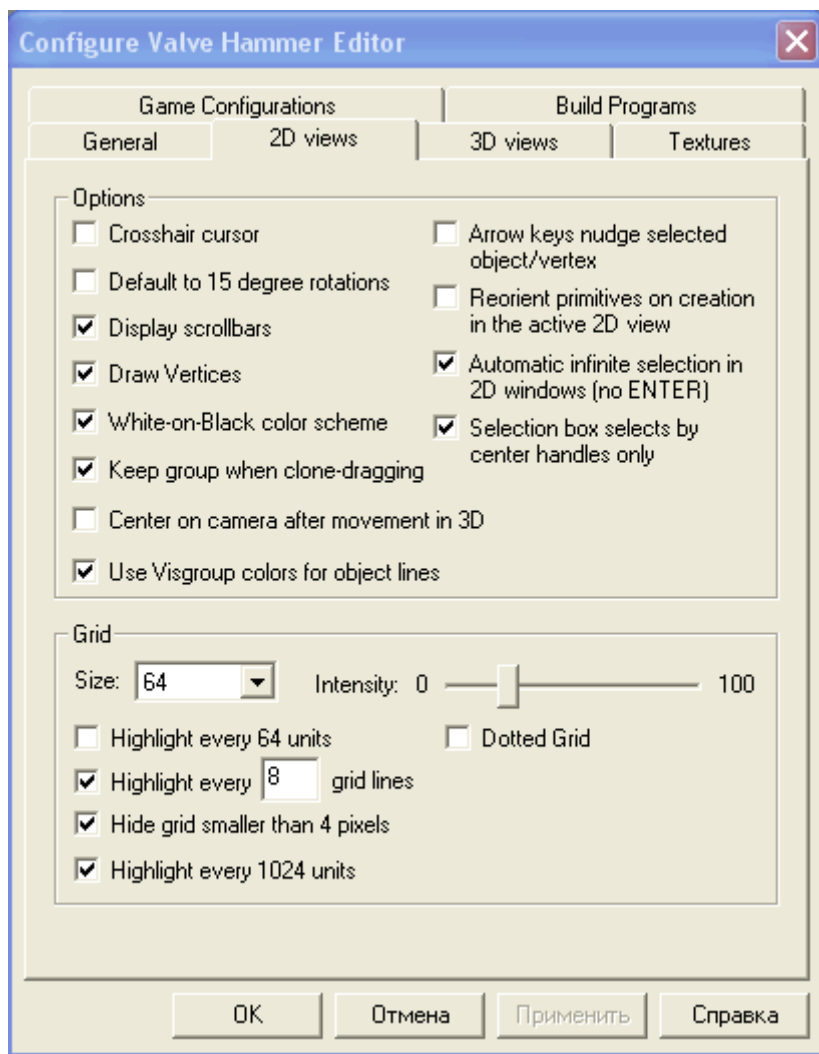 Configure Valve Hammer Editor
Game Configurations
Build Programs
General
2D views
3D views
Textures
Options
Crosshair cursor
Default to 15 degree rotations
Display scrollbars
Draw Vertices
White-on-Black color scheme
Keep group when clone-dragging
Center on camera after movement in 3D
Use Visgroup colors for object lines
Arrow keys nudge selected
object/vertex
Reorient primitives on creation
in the active 2D view
Automatic infinite selection in
2D windows (no ENTER)
Selection box selects by
center handles only
Grid
Size: 64 Intensity: 0 100
Highlight every 64 units
Dotted Grid
Highlight every 8 grid lines
Hide grid smaller than 4 pixels
Highlight every 1024 units
OK
Отмена
Применить
Справка